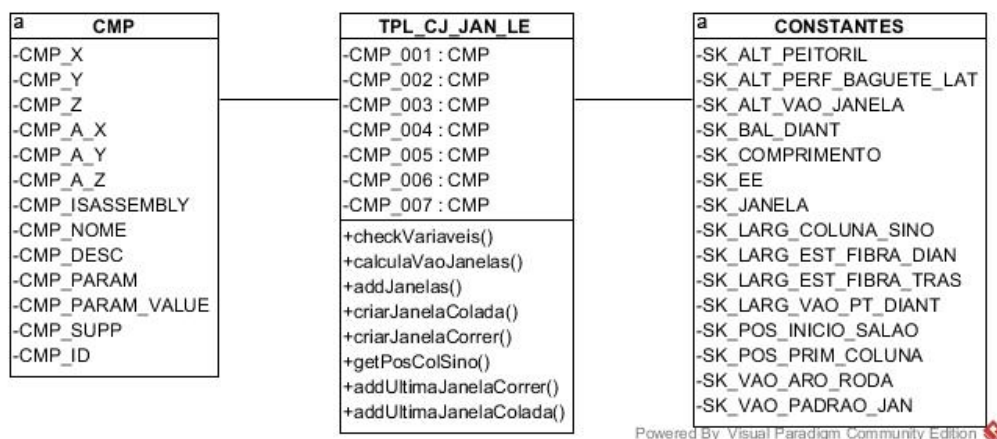 a
CMP
-CMP_X
-CMP_Y
-CMP_Z
-CMP_A_X
-CMP_A_Y
-CMP_A_Z
-CMP_ISASSEMBLY
-CMP_NOME
-CMP_DESC
-CMP_PARAM
-CMP_PARAM_VALUE
-CMP_SUPP
-CMP_ID
TPL_CJ_JAN_LE
-CMP_001 : CMP
-CMP_002 : CMP
-CMP_003 : CMP
-CMP_004 : CMP
-CMP_005 : CMP
-CMP_006 : CMP
-CMP_007 : CMP
+checkVariaveis()
+calculaVaoJanelas()
+addJanelas()
+criarJanelaColada()
+criarJanelaCorrer()
+getPosColSino()
+addUltimaJanelaCorrer()
+addUltimaJanelaColada()
a
CONSTANTES
-SK_ALT_PEITORIL
-SK_ALT_PERF_BAGUETE_LAT
-SK_ALT_VAO_JANELA
-SK_BAL_DIANT
-SK_COMPRIMENTO
-SK_EE
-SK_JANELA
-SK_LARG_COLUNA_SINO
-SK_LARG_EST_FIBRA_DIAN
-SK_LARG_EST_FIBRA_TRAS
-SK_LARG_VAO_PT_DIANT
-SK_POS_INICIO_SALAO
-SK_POS_PRIM_COLUNA
-SK_VAO_ARO_RODA
-SK_VAO_PADRAO_JAN
Powered By Visual Paradigm Community Edition